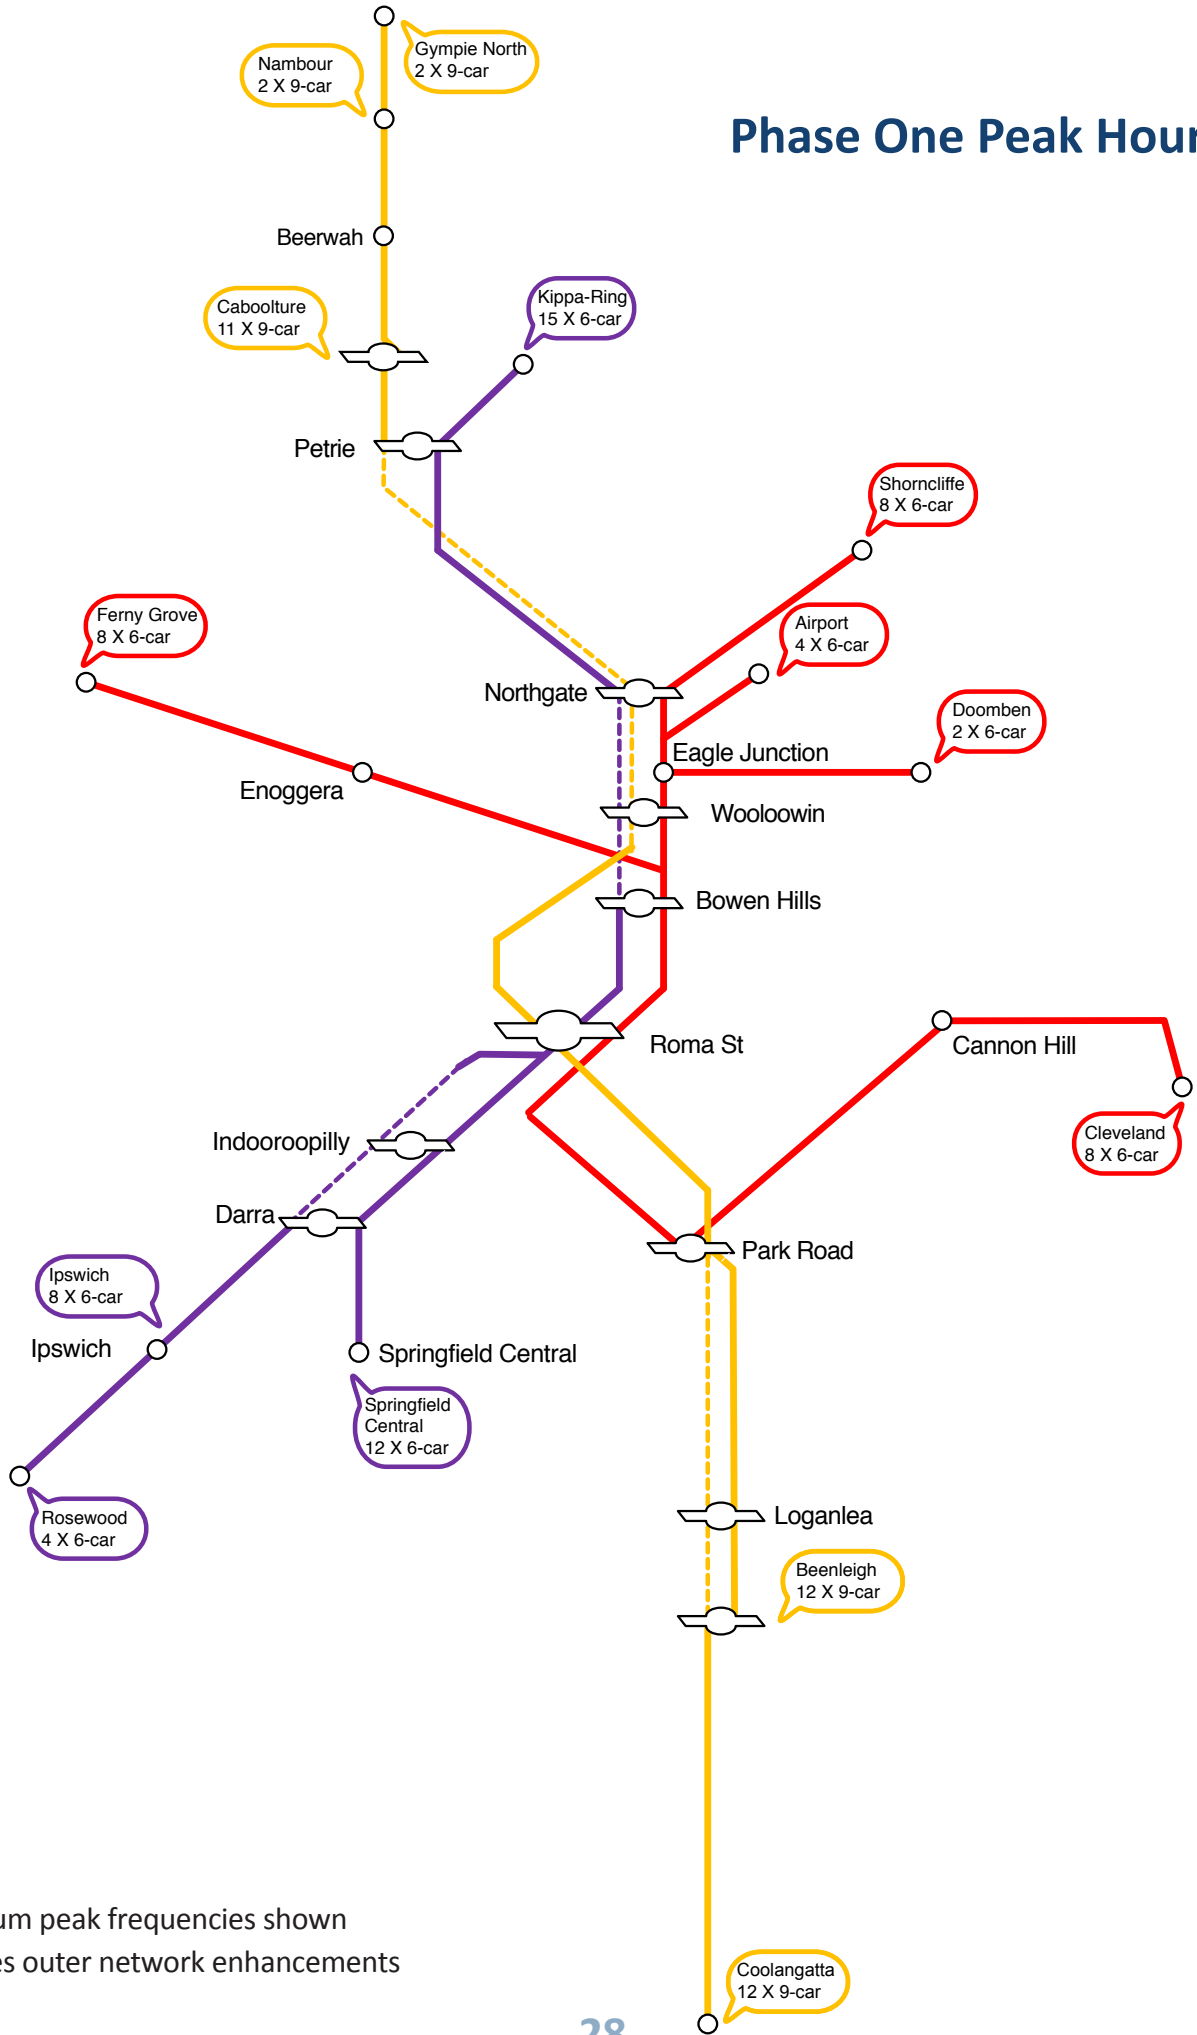 Gympie North
2 X 9-car
Nambour
2 X 9-car
Phase One Peak Hour
Beerwah
Caboolture
11 X 9-car
Kippa-Ring
15 X 6-car
Petrie
Shorncliffe
8 X 6-car
Ferny Grove
8 X 6-car
Airport
4 X 6-car
Northgate
Doomben
2 X 6-car
Eagle Junction
Enoggera
Wooloowin
Bowen Hills
Roma St
Cannon Hill
Cleveland
8 X 6-car
Indooroopilly
Darra
Park Road
Ipswich
8 X 6-car
Ipswich
Springfield Central
Springfield
Central
12 X 6-car
Rosewood
4 X 6-car
Loganlea
Beenleigh
12 X 9-car
um peak frequencies shown
es outer network enhancements
Coolangatta
12 X 9-car
28